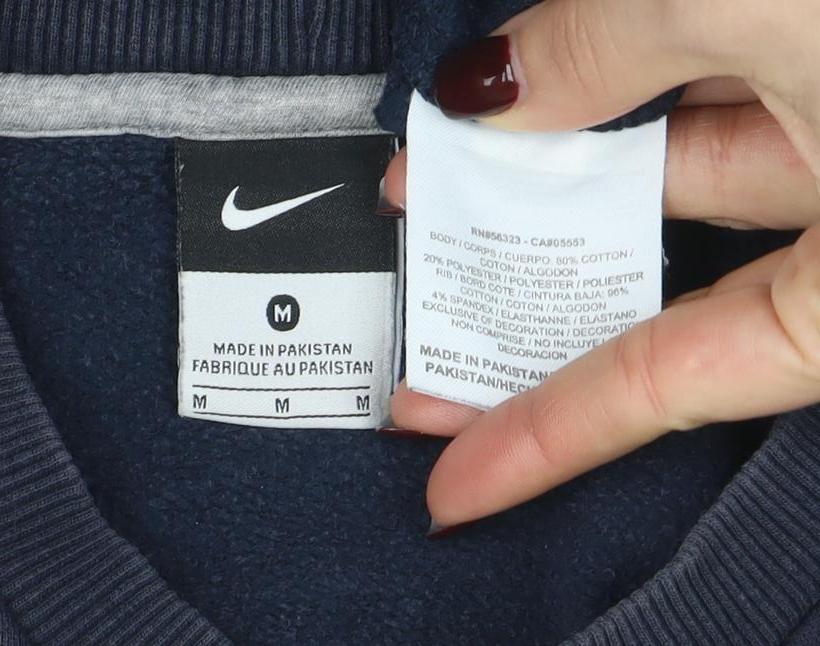 M
MADE IN PAKISTAN
FABRIQUE AU PAKISTAN
M M M
RN#56323 - CA#05553
BODY / CORPS / CUERPO: 80% COTTON /
COTON / ALGODON
20% POLYESTER / POLYESTER / POLIESTER
RIB / BORD COTE / CINTURA BAJA: 96%
COTTON / COTON / ALGODON
4% SPANDEX / ELASTHANNE / ELASTANO
EXCLUSIVE OF DECORATION / DECORATION
NON COMPRISE / NO INCLUYE
DECORACION
MADE IN PAKISTAN
PAKISTAN/HEC